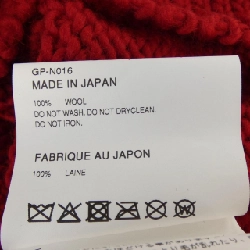 GP-N016
MADE IN JAPAN
100% WOOL
DO NOT WASH. DO NOT DRYCLEAN.
DO NOT IRON.
FABRIQUE AU JAPON
100% LAINE